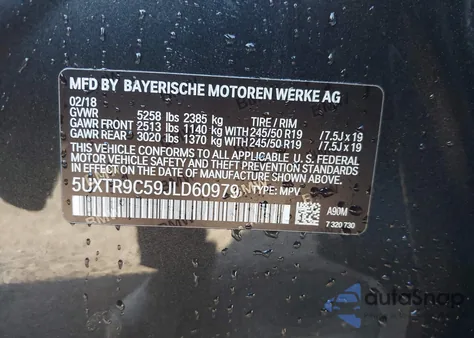 MFD BY BAYERISCHE MOTOREN WERKE AG
02/18
GVWR 5258 lbs 2385 kg TIRE / RIM
GAWR FRONT 2513 lbs 1140 kg WITH 245/50 R19 /7.5J x 19
GAWR REAR 3020 lbs 1370 kg WITH 245/50 R19 /7.5J x 19
THIS VEHICLE CONFORMS TO ALL APPLICABLE U.S. FEDERAL
MOTOR VEHICLE SAFETY, BUMPER, AND THEFT PREVENTION
STANDARDS IN EFFECT ON THE DATE OF MANUFACTURE SHOWN ABOVE.
5UXTR9C59JLD60979 TYPE: MPV
A90M
7 320 730
autoSnap